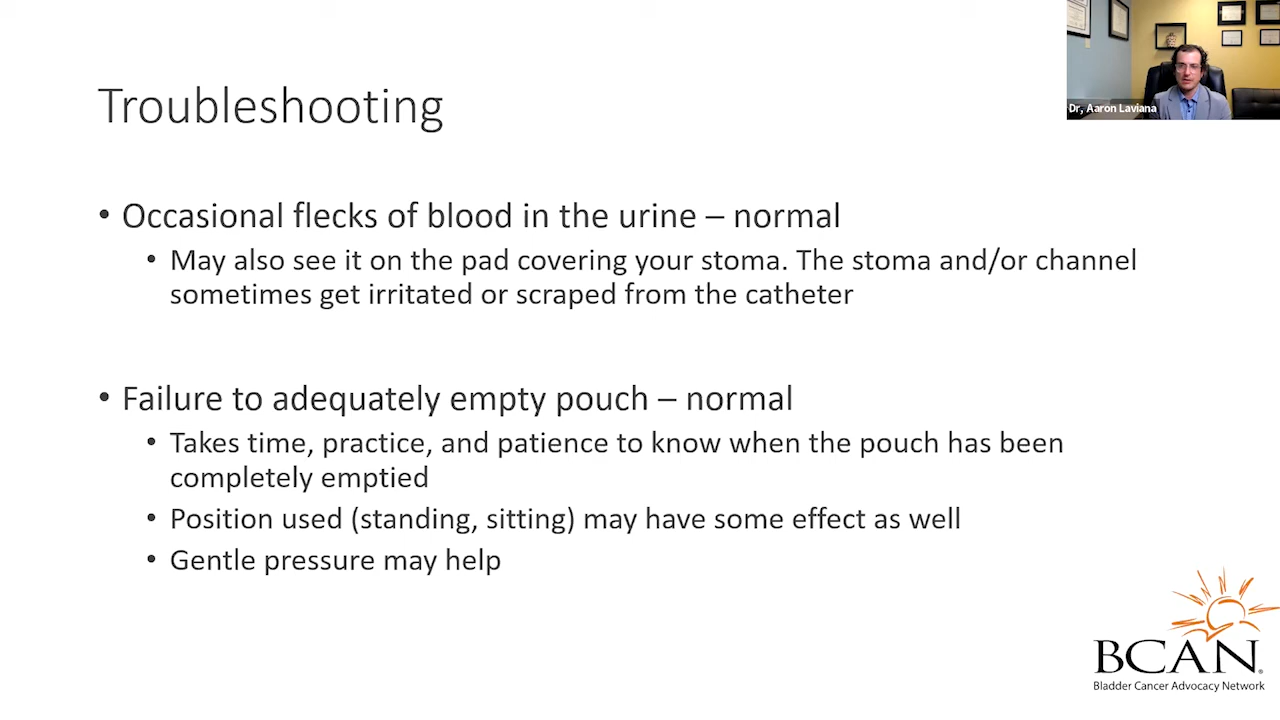 Dr, Aaron Laviana
Troubleshooting
• Occasional flecks of blood in the urine – normal
• May also see it on the pad covering your stoma. The stoma and/or channel
sometimes get irritated or scraped from the catheter
• Failure to adequately empty pouch – normal
• Takes time, practice, and patience to know when the pouch has been
completely emptied
• Position used (standing, sitting) may have some effect as well
• Gentle pressure may help
BCAN®
Bladder Cancer Advocacy Network